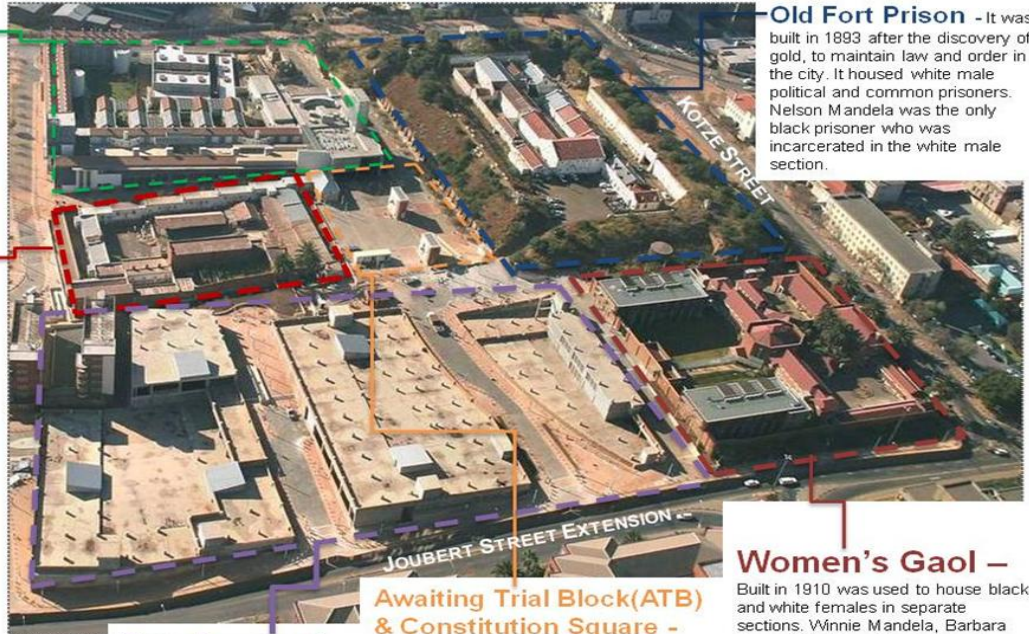 Old Fort Prison - It was
built in 1893 after the discovery of
gold, to maintain law and order in
the city. It housed white male
political and common prisoners.
Nelson Mandela was the only
black prisoner who was
incarcerated in the white male
section.
KOTZE STREET
JOUBERT STREET EXTENSION
Awaiting Trial Block(ATB)
& Constitution Square -
Women's Gaol –
Built in 1910 was used to house black
and white females in separate
sections. Winnie Mandela, Barbara